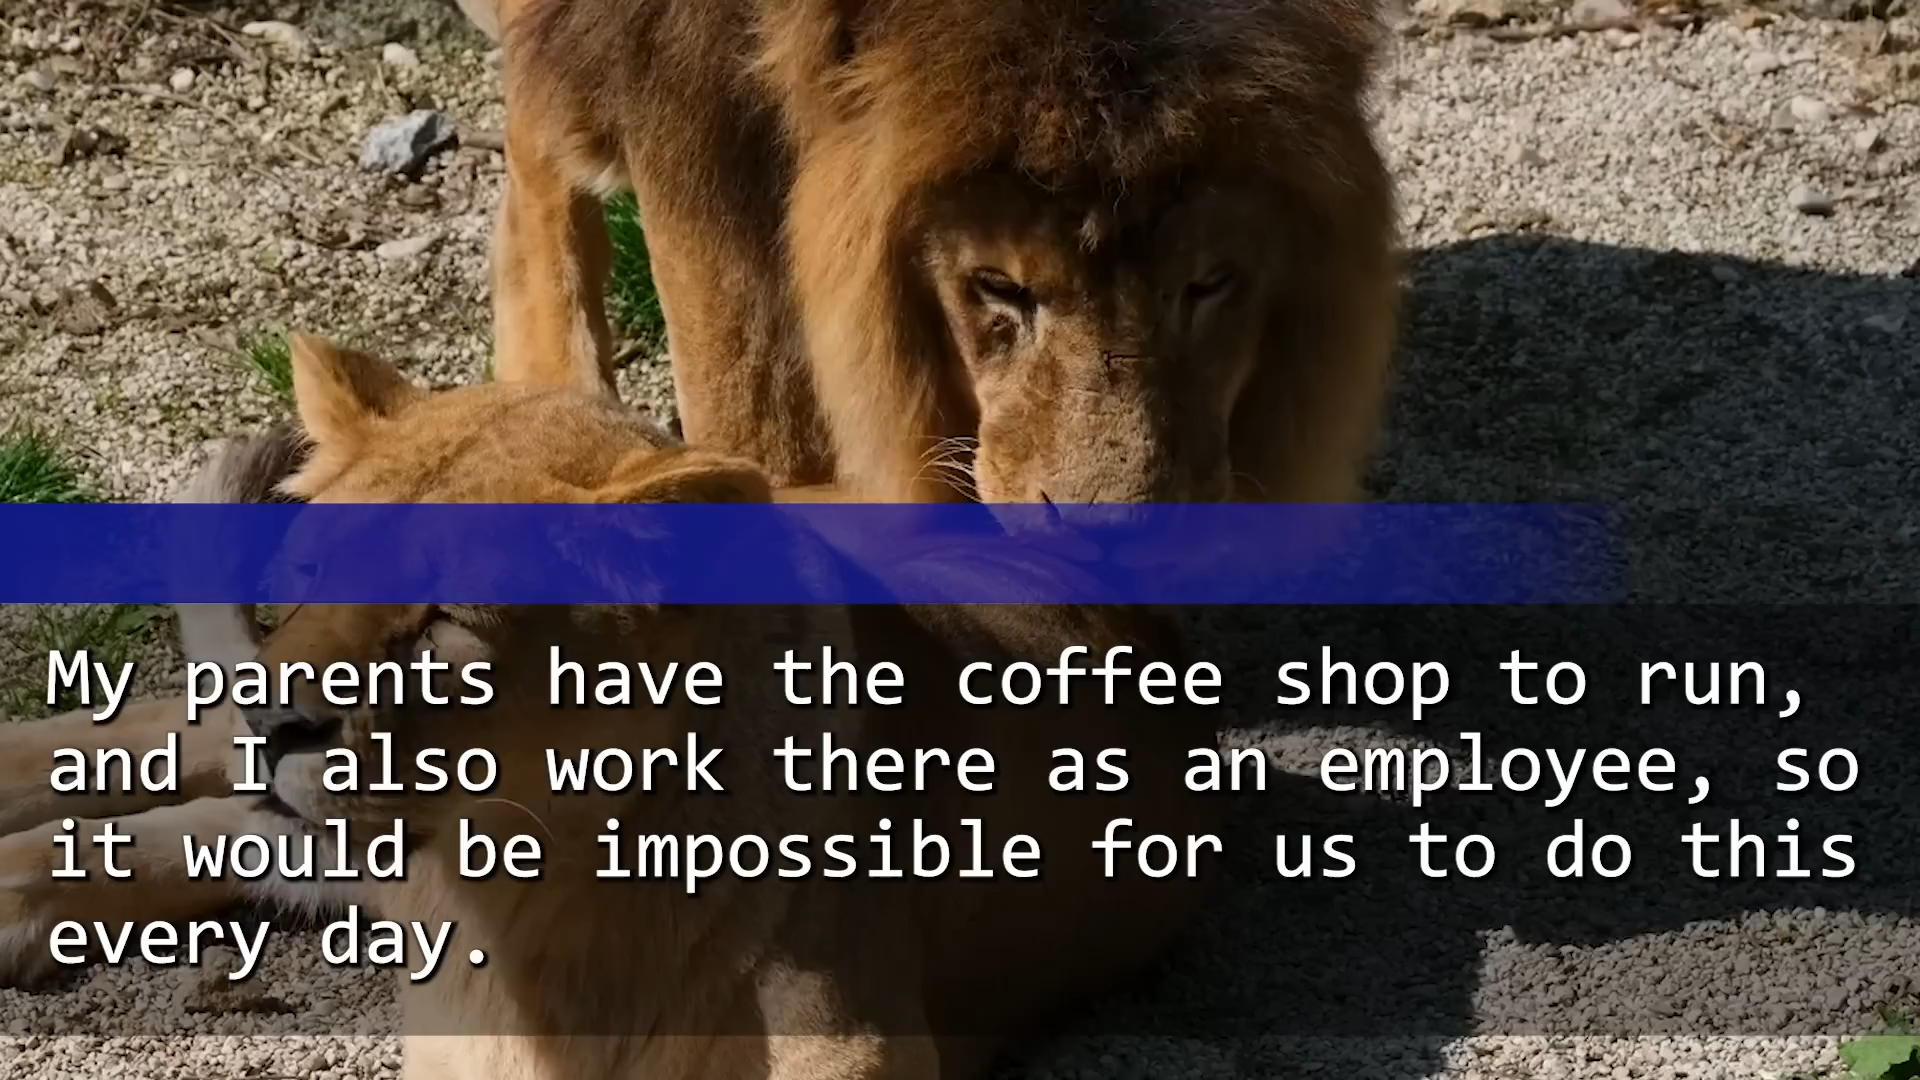 My parents have the coffee shop to run,
and I also work there as an employee, so
it would be impossible for us to do this
every day.